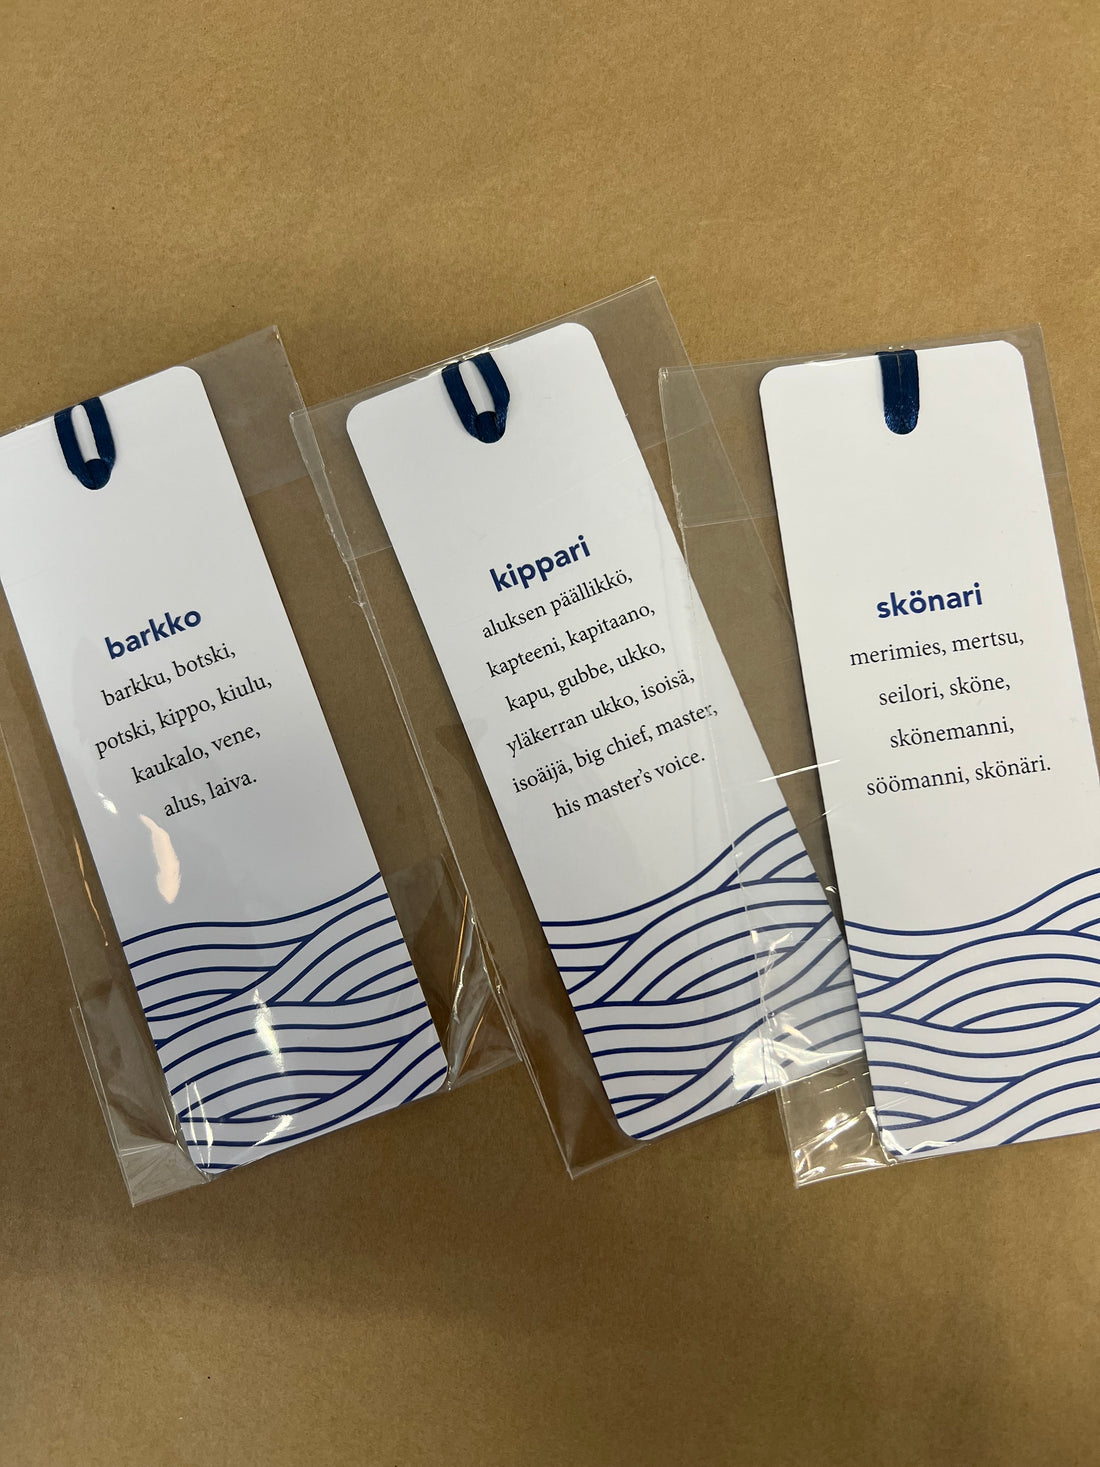 barkko
barkku, botski,
potski, kippo, kiulu,
kaukalo, vene,
alus, laiva.
kippari
aluksen päällikkö,
kapteeni, kapitaano,
kapu, gubbe, ukko,
yläkerran ukko, isoisä,
isoäijä, big chief, master,
his master's voice.
skönari
merimies, mertsu,
seilori, sköne,
skönemanni,
söömanni, skönäri.